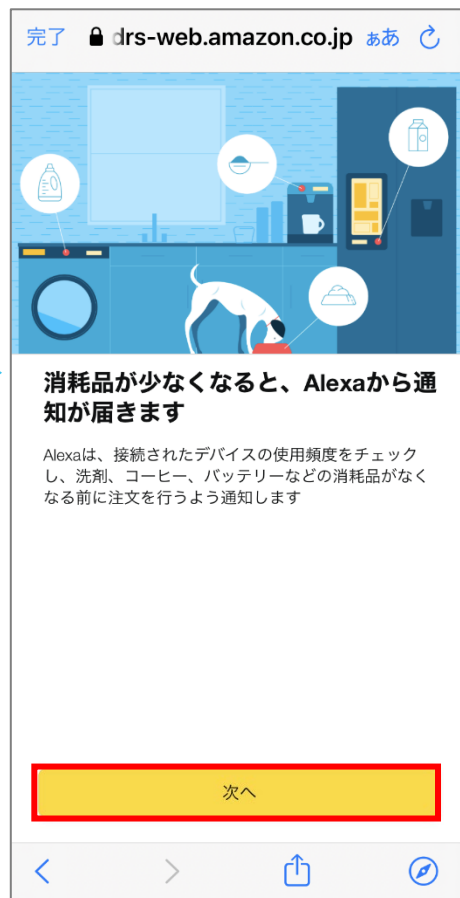 完了 drs-web.amazon.co.jp ぁあ
消耗品が少なくなると、Alexaから通
知が届きます
Alexaは、接続されたデバイスの使用頻度をチェック
し、洗剤、コーヒー、バッテリーなどの消耗品がなく
なる前に注文を行うよう通知します
次へ